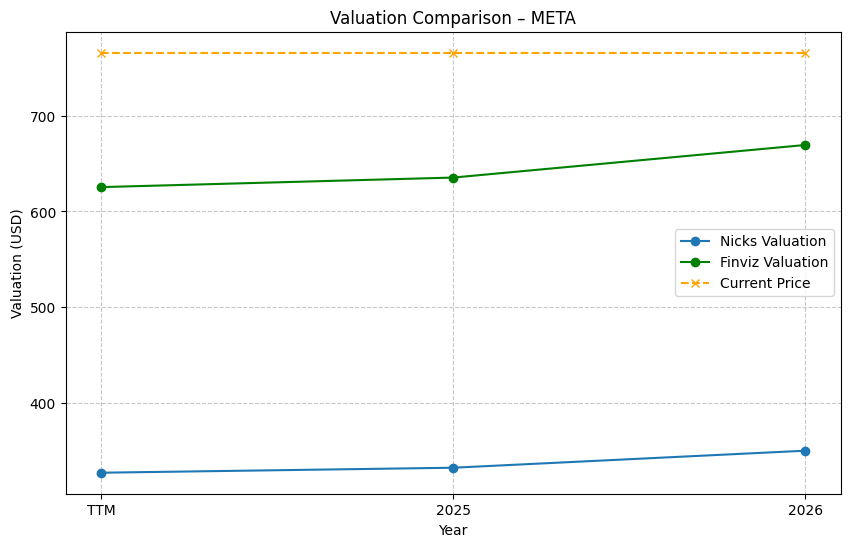 Valuation Comparison – META
Valuation (USD)
700
600
500
400
Nicks Valuation
Finviz Valuation
Current Price
TTM
2025
2026
Year